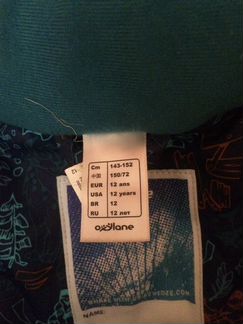 Cm 143-152
中国 150/72
EUR 12 ans
USA 12 years
BR 12
RU 12 лет
oxylane
NAME: